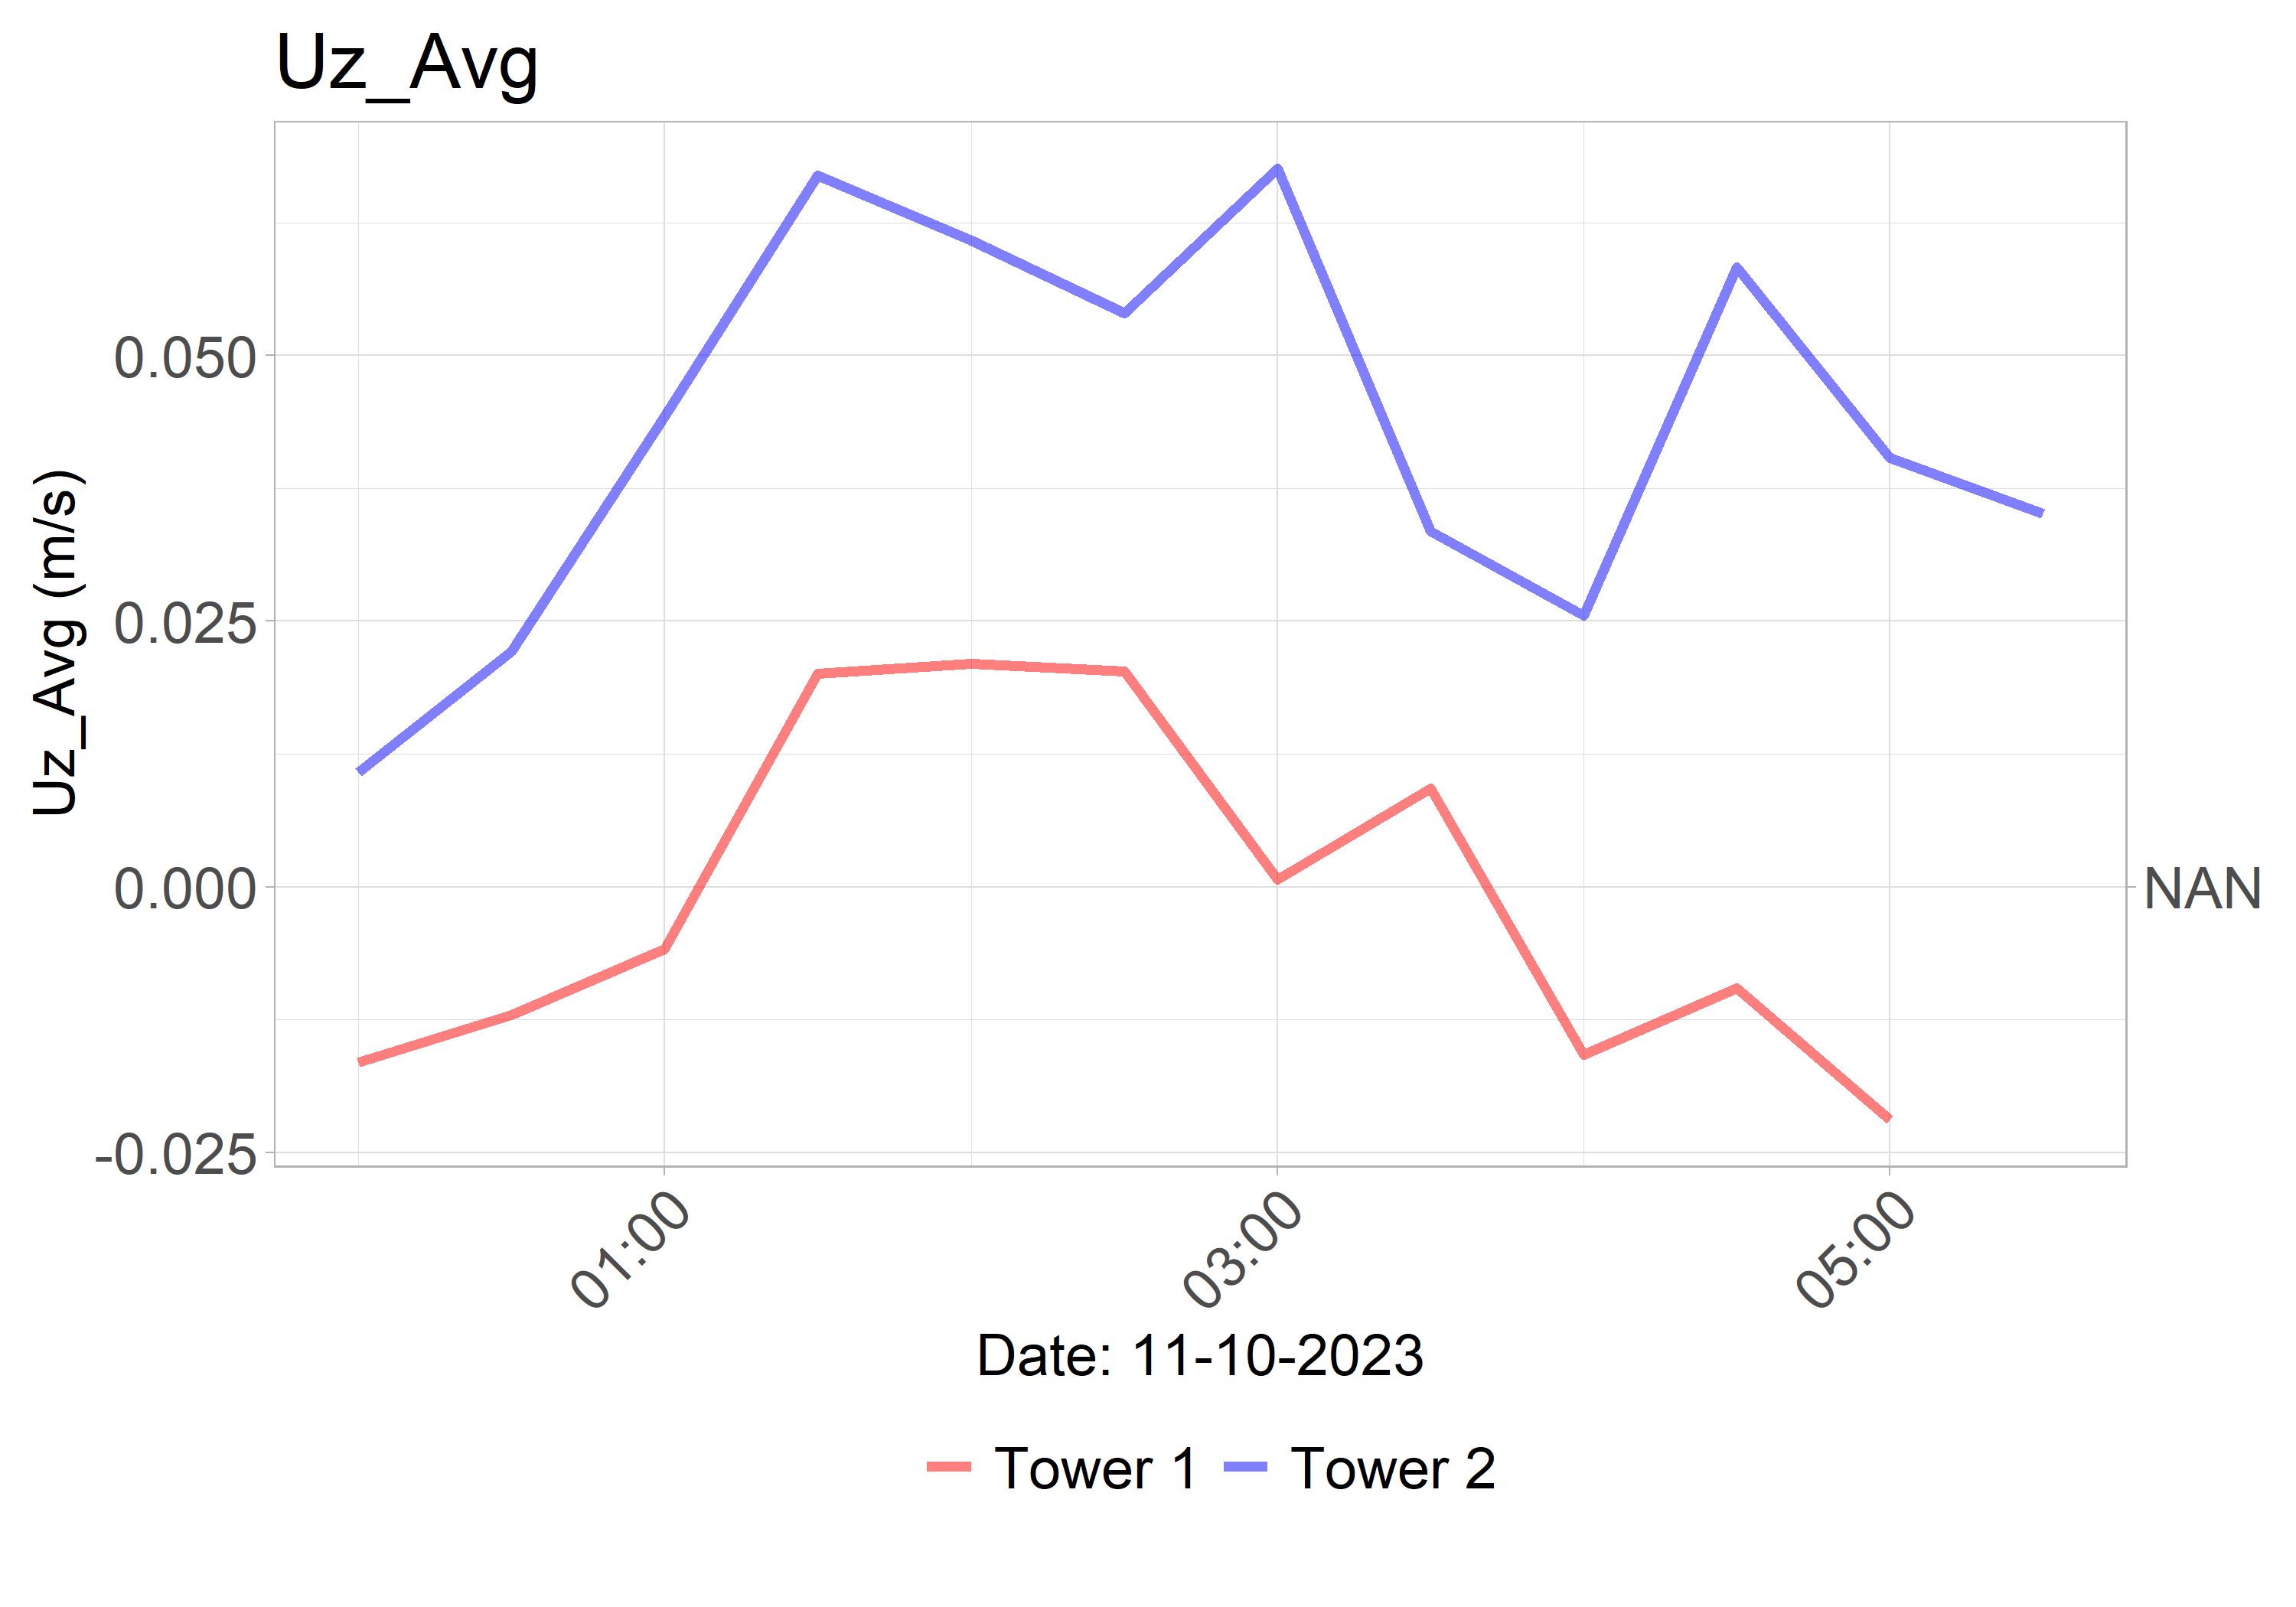 Uz_Avg
Uz_Avg (m/s)
0.050
0.025
0.000
-0.025
NAN
01:00
03:00
05:00
Date: 11-10-2023
Tower 1
Tower 2